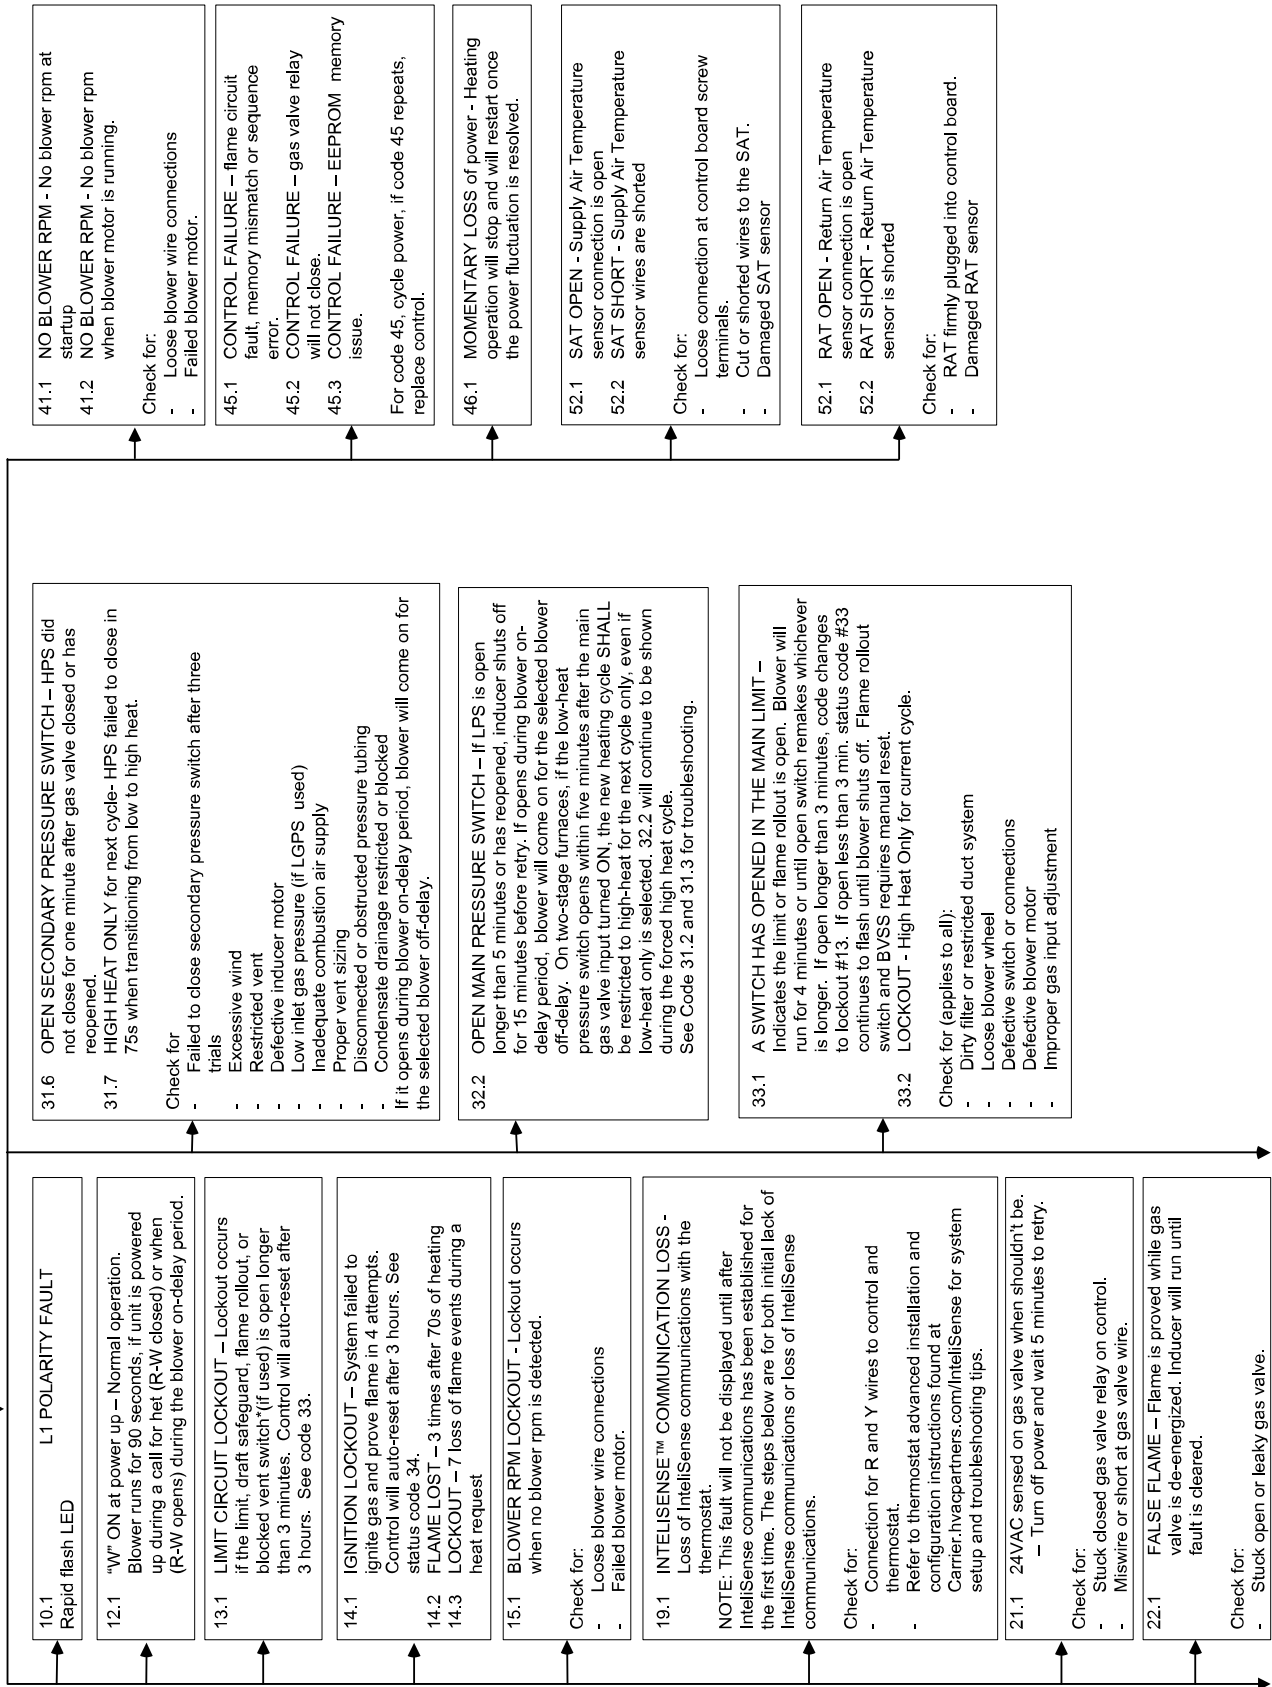 10.1 L1 POLARITY FAULT
Rapid flash LED
12.1 “W” ON at power up – Normal operation.
Blower runs for 90 seconds, if unit is powered
up during a call for het (R-W closed) or when
(R-W opens) during the blower on-delay period.
13.1 LIMIT CIRCUIT LOCKOUT – Lockout occurs
if the limit, draft safeguard, flame rollout, or
blocked vent switch*(if used) is open longer
than 3 minutes. Control will auto-reset after
3 hours. See code 33.
14.1 IGNITION LOCKOUT – System failed to
ignite gas and prove flame in 4 attempts.
Control will auto-reset after 3 hours. See
status code 34.
14.2 FLAME LOST – 3 times after 70s of heating
14.3 LOCKOUT – 7 loss of flame events during a
heat request
15.1 BLOWER RPM LOCKOUT - Lockout occurs
when no blower rpm is detected.
Check for:
- Loose blower wire connections
- Failed blower motor.
19.1 INTELISENSE™ COMMUNICATION LOSS -
Loss of InteliSense communications with the
thermostat.
NOTE: This fault will not be displayed until after
InteliSense communications has been established for
the first time. The steps below are for both initial lack of
InteliSense communications or loss of InteliSense
communications.
Check for:
- Connection for R and Y wires to control and
thermostat.
- Refer to thermostat advanced installation and
configuration instructions found at
Carrier.hvacpartners.com/InteliSense for system
setup and troubleshooting tips.
21.1 24VAC sensed on gas valve when shouldn’t be.
– Turn off power and wait 5 minutes to retry.
Check for:
- Stuck closed gas valve relay on control.
- Miswire or short at gas valve wire.
22.1 FALSE FLAME – Flame is proved while gas
valve is de-energized. Inducer will run until
fault is cleared.
Check for:
- Stuck open or leaky gas valve.
31.6 OPEN SECONDARY PRESSURE SWITCH – HPS did
not close for one minute after gas valve closed or has
reopened.
31.7 HIGH HEAT ONLY for next cycle- HPS failed to close in
75s when transitioning from low to high heat.
Check for
- Failed to close secondary pressure switch after three
trials
- Excessive wind
- Restricted vent
- Defective inducer motor
- Low inlet gas pressure (if LGPS used)
- Inadequate combustion air supply
- Proper vent sizing
- Disconnected or obstructed pressure tubing
- Condensate drainage restricted or blocked
If it opens during blower on-delay period, blower will come on for
the selected blower off-delay.
32.2 OPEN MAIN PRESSURE SWITCH – If LPS is open
longer than 5 minutes or has reopened, inducer shuts off
for 15 minutes before retry. If opens during blower on-
delay period, blower will come on for the selected blower
off-delay. On two-stage furnaces, if the low-heat
pressure switch opens within five minutes after the main
gas valve input turned ON, the new heating cycle SHALL
be restricted to high-heat for the next cycle only, even if
low-heat only is selected. 32.2 will continue to be shown
during the forced high heat cycle.
See Code 31.2 and 31.3 for troubleshooting.
33.1 A SWITCH HAS OPENED IN THE MAIN LIMIT –
Indicates the limit or flame rollout is open. Blower will
run for 4 minutes or until open switch remakes whichever
is longer. If open longer than 3 minutes, code changes
to lockout #13. If open less than 3 min. status code #33
continues to flash until blower shuts off. Flame rollout
switch and BVSS requires manual reset.
33.2 LOCKOUT - High Heat Only for current cycle.
Check for (applies to all):
- Dirty filter or restricted duct system
- Loose blower wheel
- Defective switch or connections
- Defective blower motor
- Improper gas input adjustment
41.1 NO BLOWER RPM - No blower rpm at
startup
41.2 NO BLOWER RPM - No blower rpm
when blower motor is running.
Check for:
- Loose blower wire connections
- Failed blower motor.
45.1 CONTROL FAILURE – flame circuit
fault, memory mismatch or sequence
error.
45.2 CONTROL FAILURE – gas valve relay
will not close.
45.3 CONTROL FAILURE – EEPROM memory
issue.
For code 45, cycle power, if code 45 repeats,
replace control.
46.1 MOMENTARY LOSS of power - Heating
operation will stop and will restart once
the power fluctuation is resolved.
52.1 SAT OPEN - Supply Air Temperature
sensor connection is open
52.2 SAT SHORT - Supply Air Temperature
sensor wires are shorted
Check for:
- Loose connection at control board screw
terminals.
- Cut or shorted wires to the SAT.
- Damaged SAT sensor
52.1 RAT OPEN - Return Air Temperature
sensor connection is open
52.2 RAT SHORT - Return Air Temperature
sensor is shorted
Check for:
- RAT firmly plugged into control board.
- Damaged RAT sensor